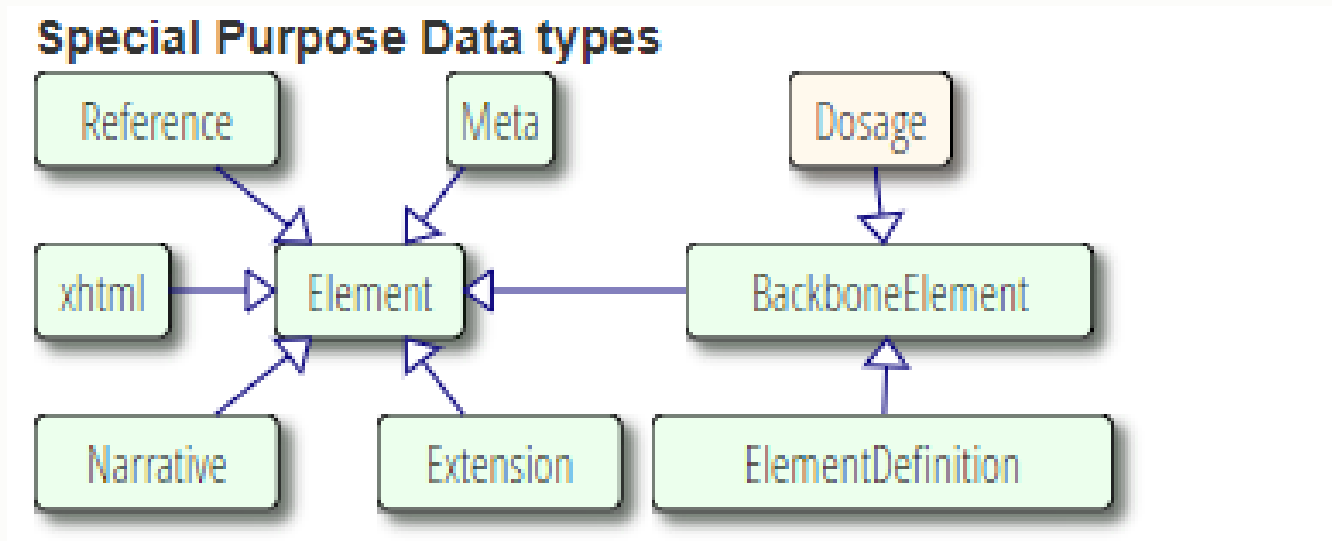 Special Purpose Data types
Reference
Meta
Dosage
xhtml
Element
BackboneElement
Narrative
Extension
ElementDefinition